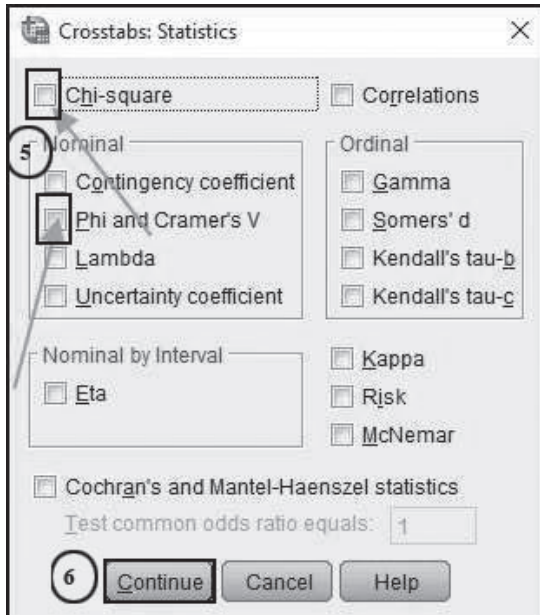 Crosstabs: Statistics
Chi-square
Correlations
5
Nominal
Contingency coefficient
Phi and Cramer's V
Lambda
Uncertainty coefficient
Ordinal
Gamma
Somers' d
Kendall's tau-b
Kendall's tau-c
Nominal by Interval
Eta
Kappa
Risk
McNemar
Cochran's and Mantel-Haenszel statistics
Test common odds ratio equals: 1
6
Continue Cancel Help